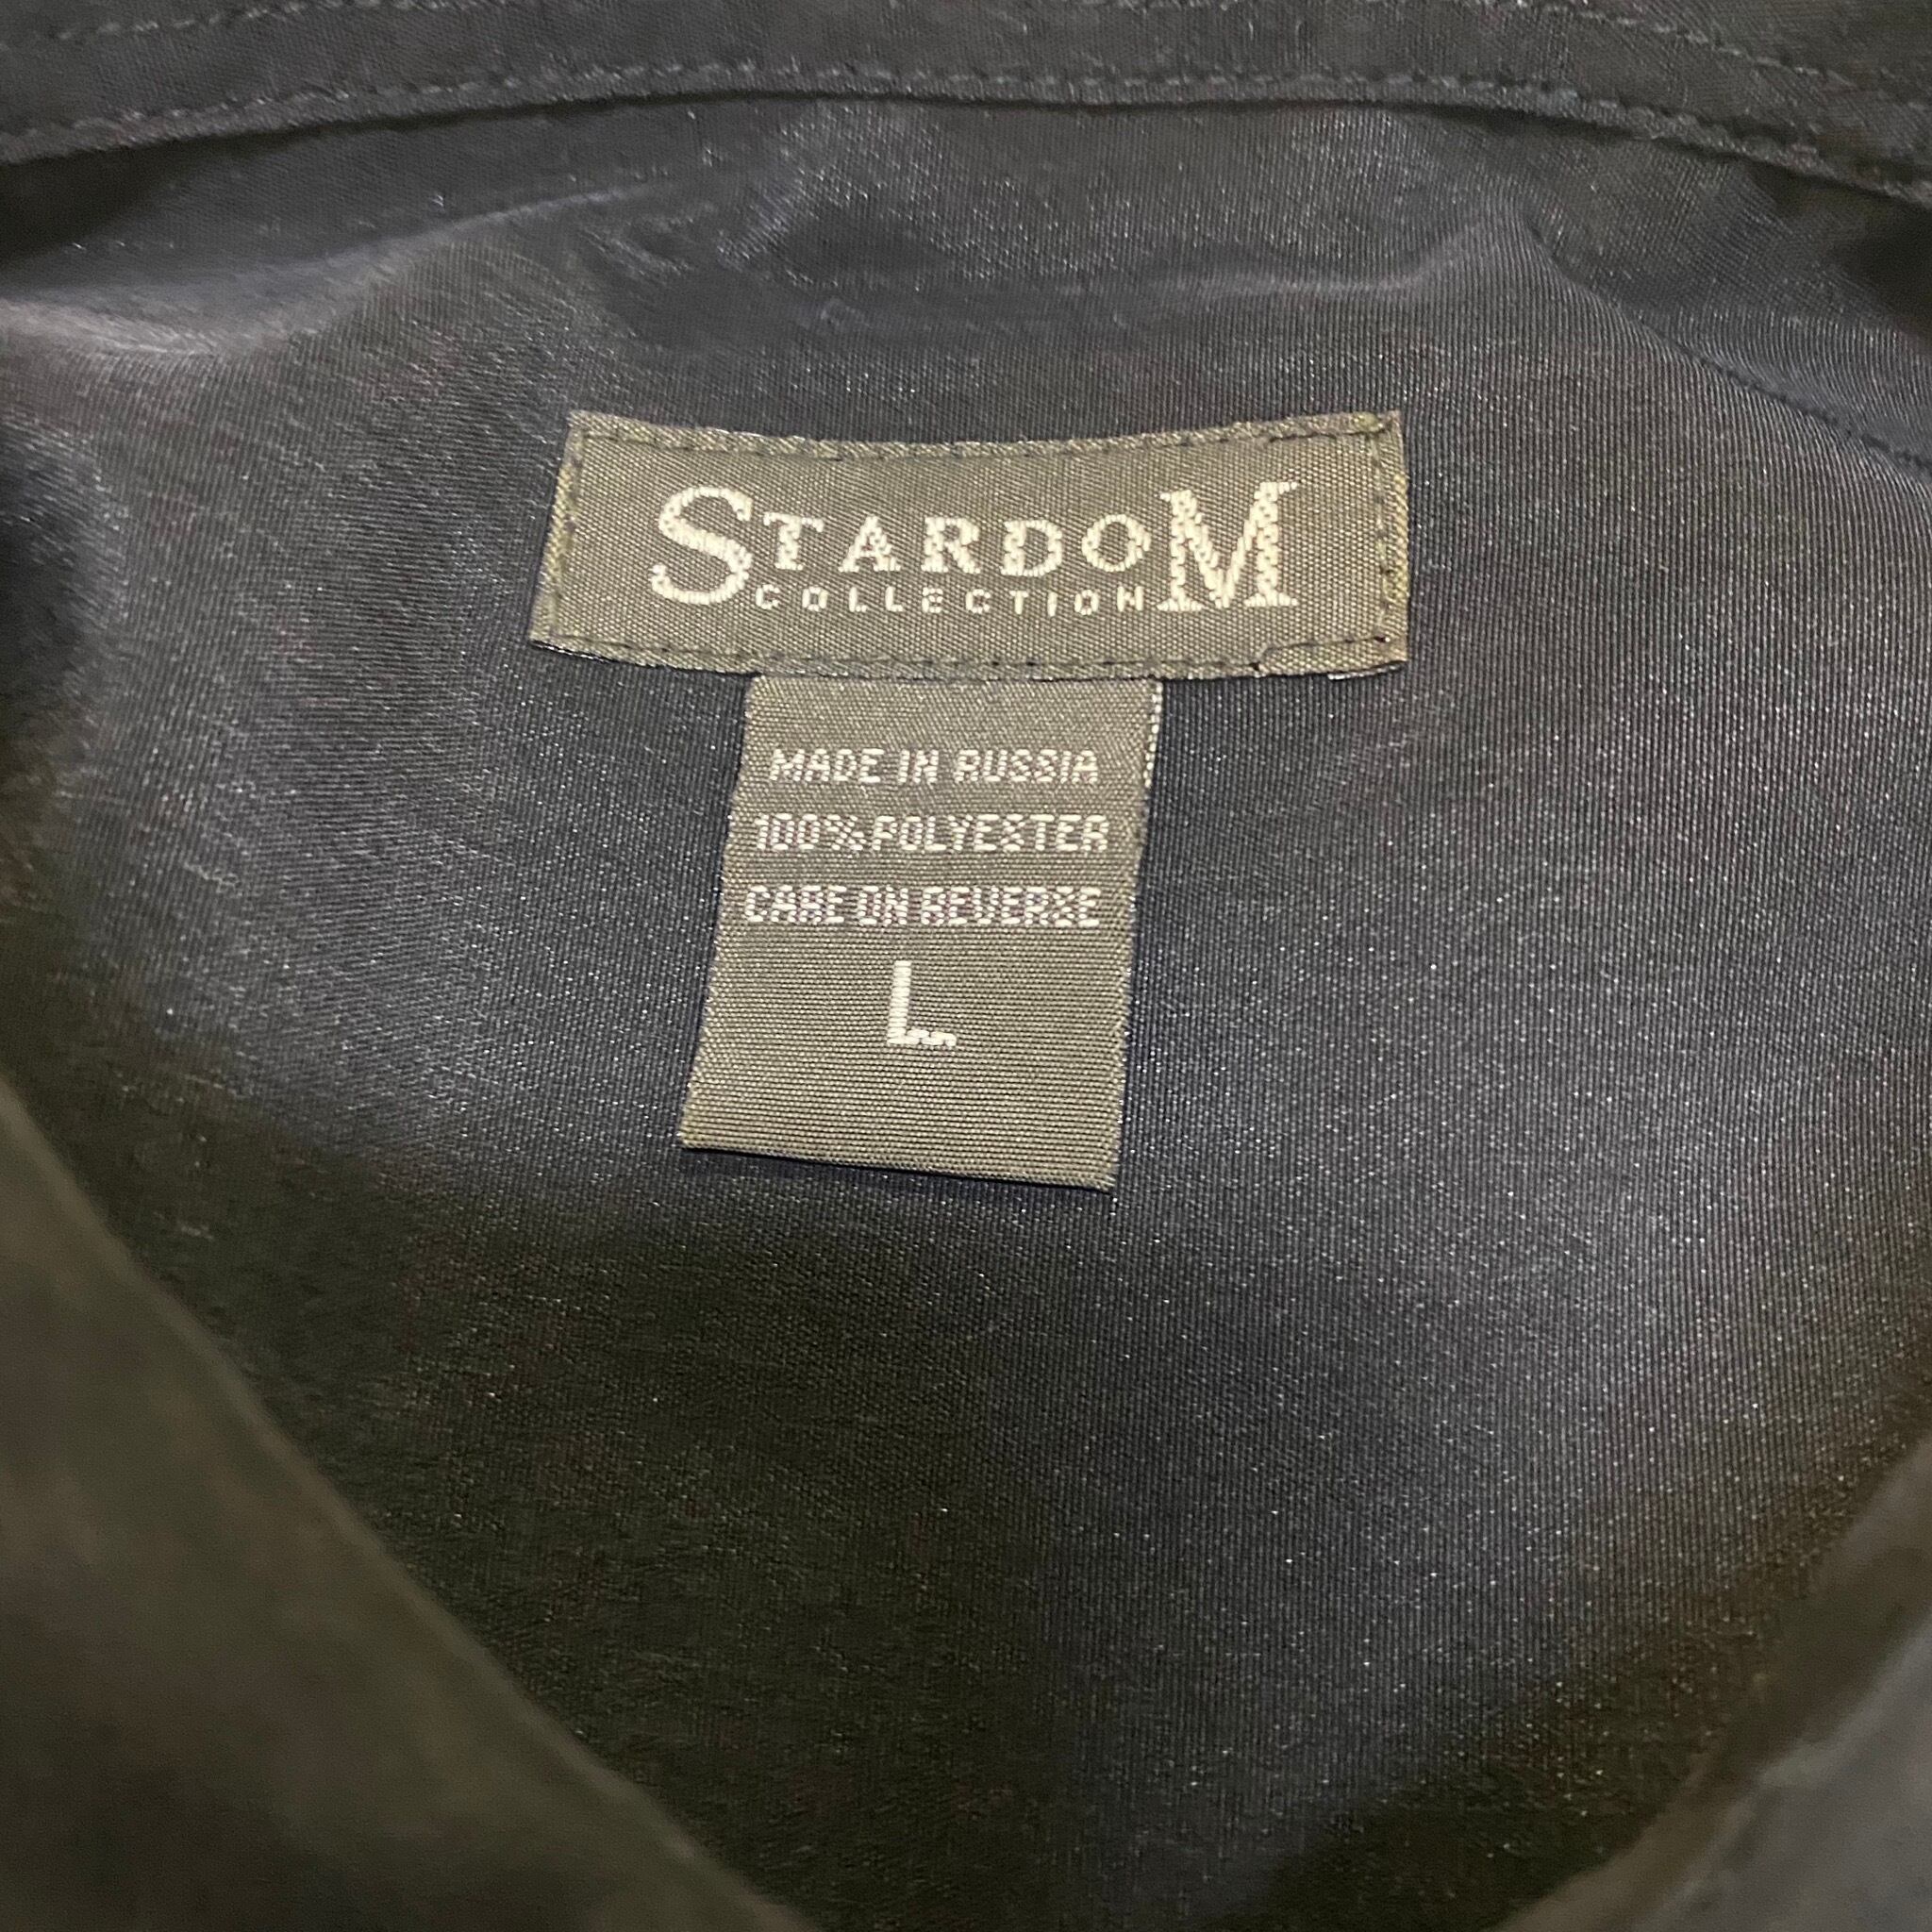 STARDOM
COLLECTION
MADE IN RUSSIA
100% POLYESTER
CARE ON REVERSE
L